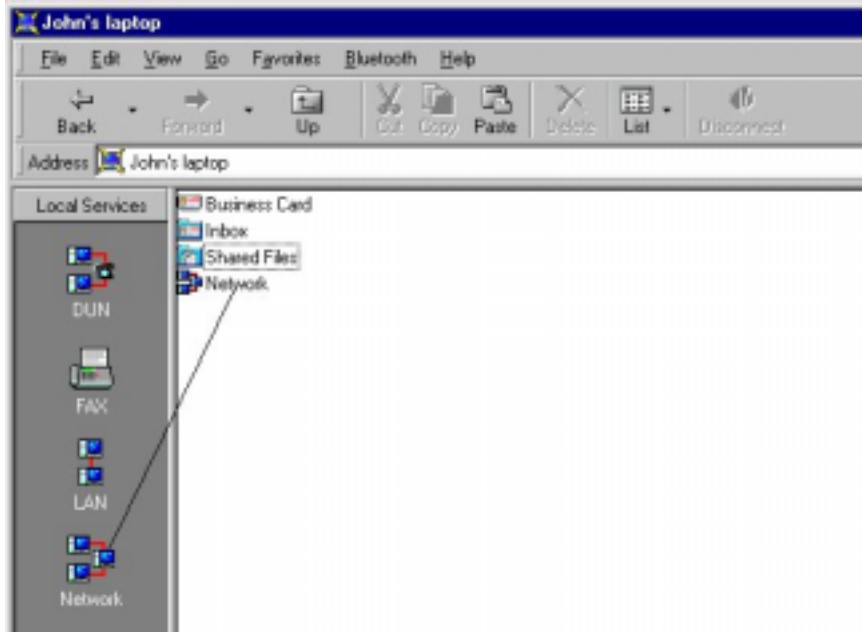 John's laptop
File Edit View Go Favorites Bluetooth Help
Back Forward Up Cut Copy Paste Delete List Disconnect
Address John's laptop
Local Services
Business Card
Inbox
Shared Files
Network
DUN
FAX
LAN
Network